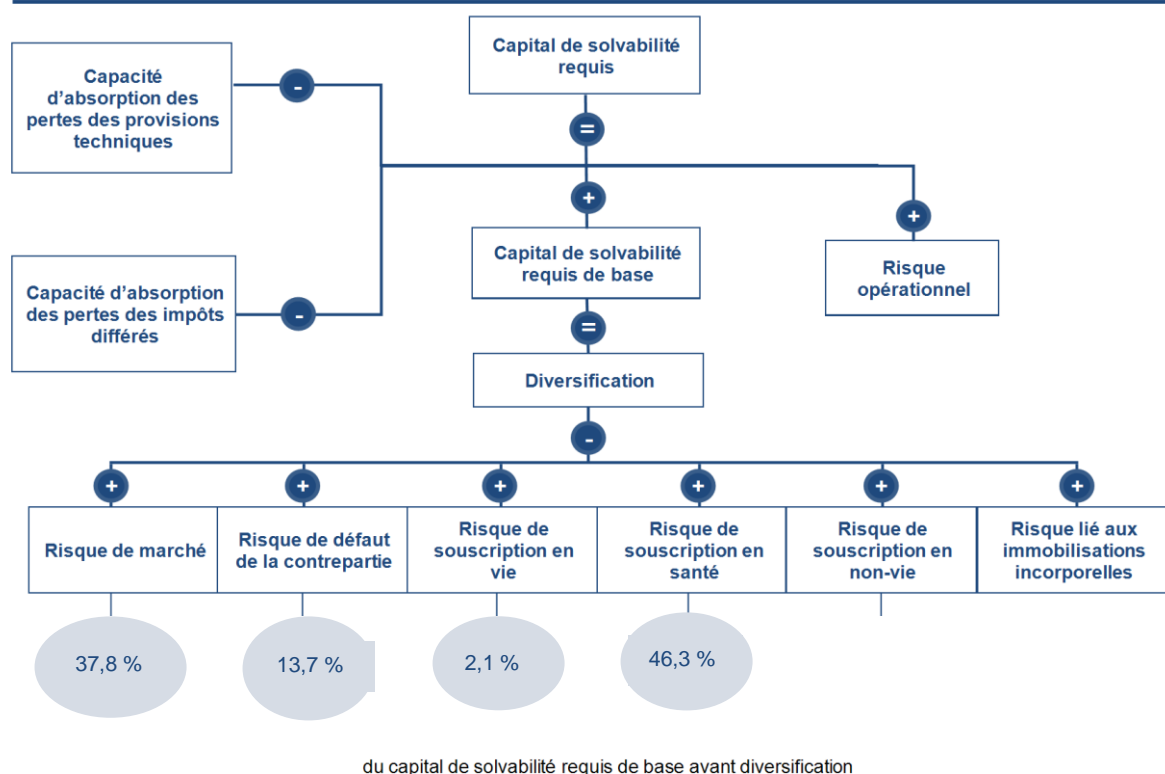 Capital de solvabilité
requis
Capacité
d'absorption des
pertes des provisions
techniques
-
=
+
+
Capital de solvabilité
requis de base
Risque
opérationnel
Capacité d'absorption
des pertes des impôts
différés
-
=
Diversification
-
+
+
+
+
+
+
Risque de marché
Risque de défaut
de la contrepartie
Risque de
souscription en
vie
Risque de
souscription en
santé
Risque de
souscription en
non-vie
Risque lié aux
immobilisations
incorporelles
37,8 %
13,7 %
2,1 %
46,3 %
du capital de solvabilité requis de base avant diversification